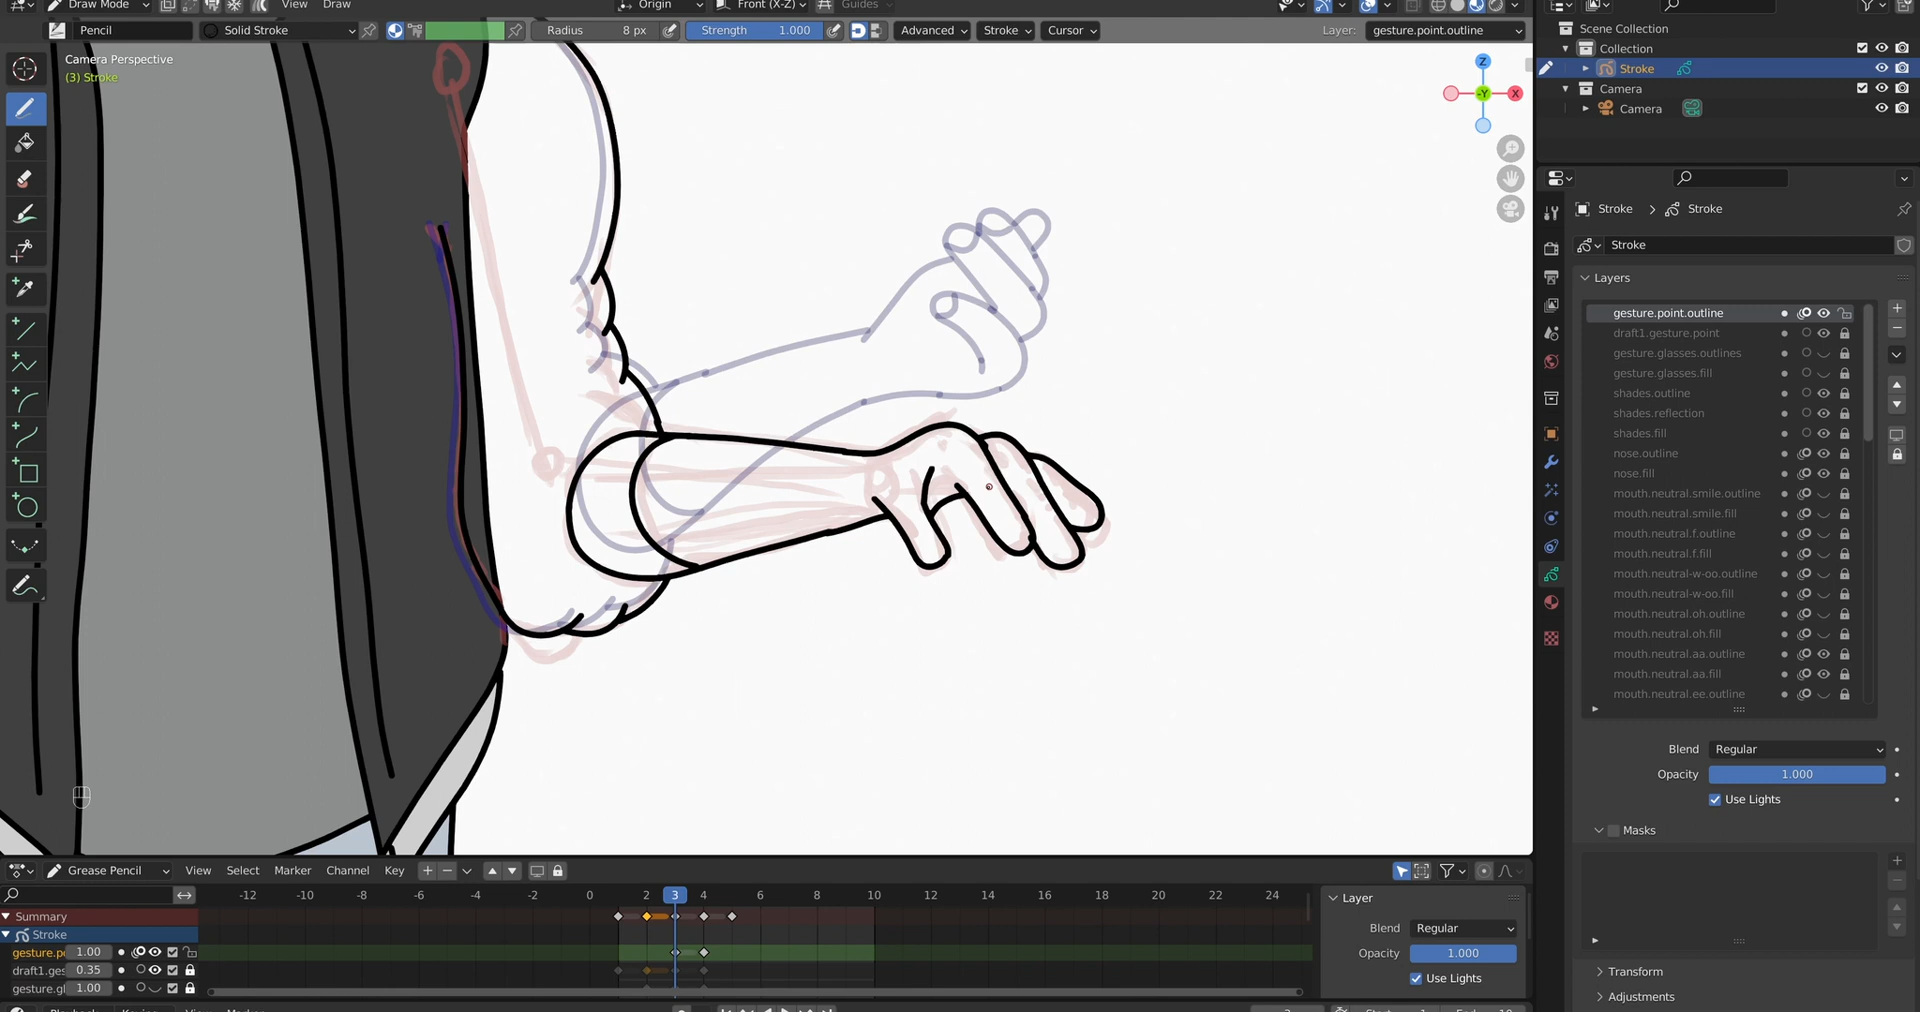 Draw Mode View Draw Origin Front (X-Z) Guides
Pencil Solid Stroke Radius 8 px Strength 1.000 Advanced Stroke Cursor Layer: gesture.point.outline
Camera Perspective
(3) Stroke
Z
-Y
X
Scene Collection
Collection
Stroke
Camera
Camera
Stroke Stroke
Stroke
Layers
gesture.point.outline
draft1.gesture.point
gesture.glasses.outlines
gesture.glasses.fill
shades.outline
shades.reflection
shades.fill
nose.outline
nose.fill
mouth.neutral.smile.outline
mouth.neutral.smile.fill
mouth.neutral.f.outline
mouth.neutral.f.fill
mouth.neutral-w-oo.outline
mouth.neutral-w-oo.fill
mouth.neutral.oh.outline
mouth.neutral.oh.fill
mouth.neutral.aa.outline
mouth.neutral.aa.fill
mouth.neutral.ee.outline
Blend Regular
Opacity 1.000
Use Lights
Masks
Transform
Adjustments
Grease Pencil View Select Marker Channel Key
-12 -10 -8 -6 -4 -2 0 2 3 4 6 8 10 12 14 16 18 20 22 24
Summary
Stroke
gesture.po 1.00
draft1.ges 0.35
gesture.gl 1.00
Layer
Blend Regular
Opacity 1.000
Use Lights